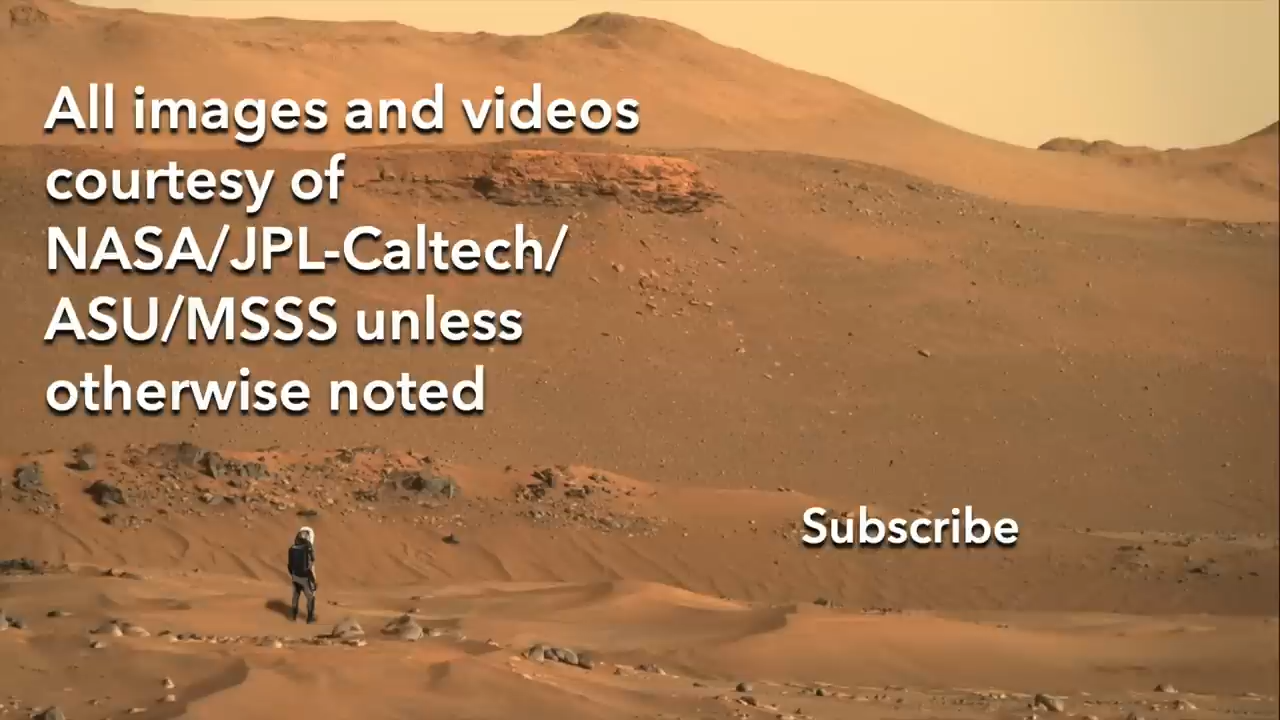 All images and videos
courtesy of
NASA/JPL-Caltech/
ASU/MSSS unless
otherwise noted
Subscribe